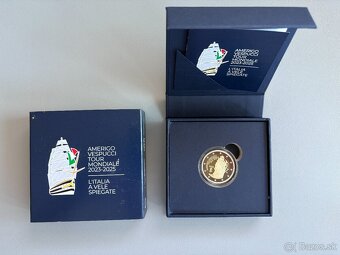 AMERIGO
VESPUCCI
TOUR
MONDIALE
2023-2025
L'ITALIA
A VELE
SPIEGATE
AMERIGO
VESPUCCI TOUR
MONDIALE
2023-2025
L'ITALIA
A VELE SPIEGATE
Bazos.sk